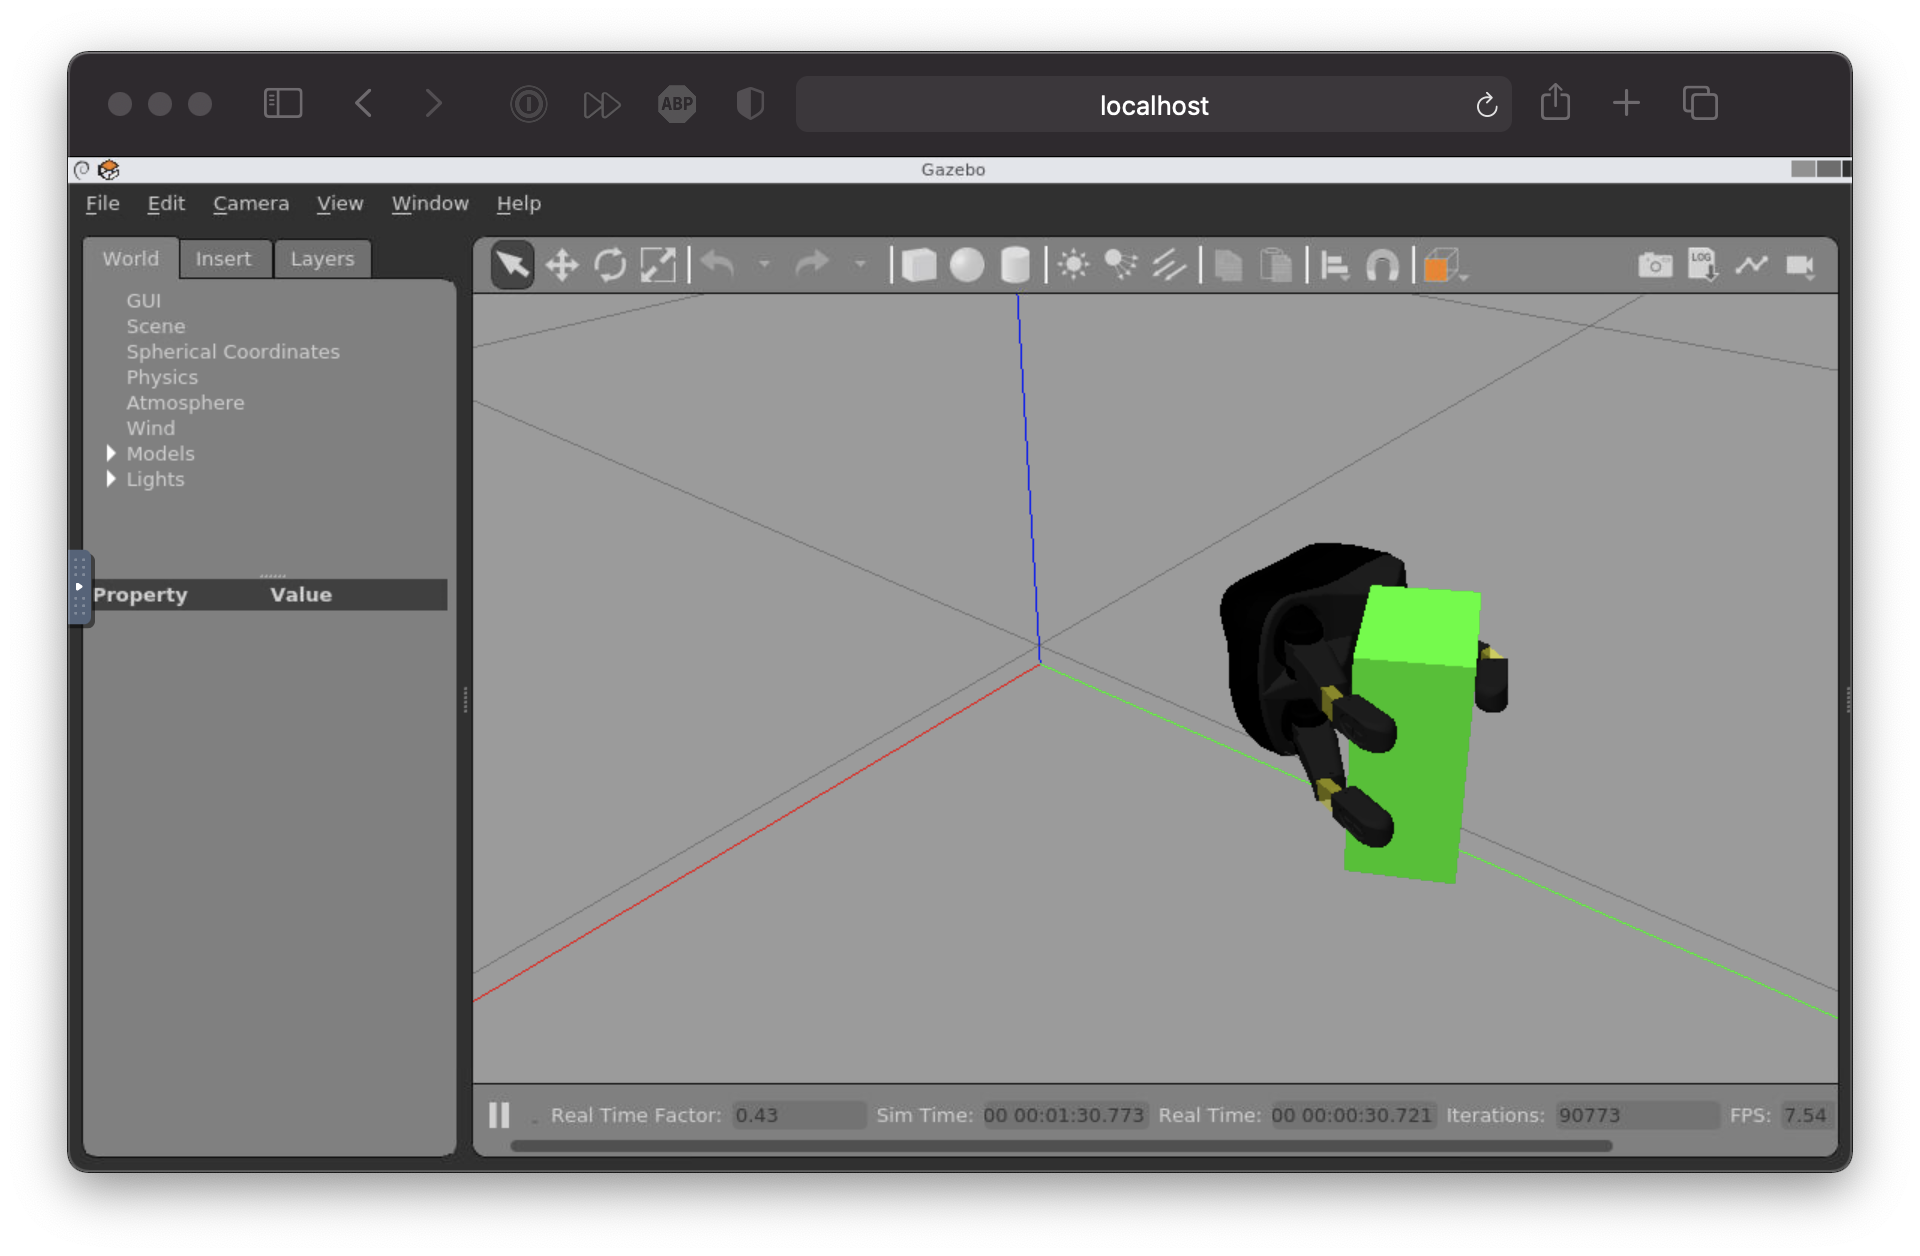 ABP
localhost
Gazebo
File Edit Camera View Window Help
World Insert Layers
LOG
GUI
Scene
Spherical Coordinates
Physics
Atmosphere
Wind
Models
Lights
Property Value
Real Time Factor: 0.43 Sim Time: 00 00:01:30.773 Real Time: 00 00:00:30.721 Iterations: 90773 FPS: 7.54